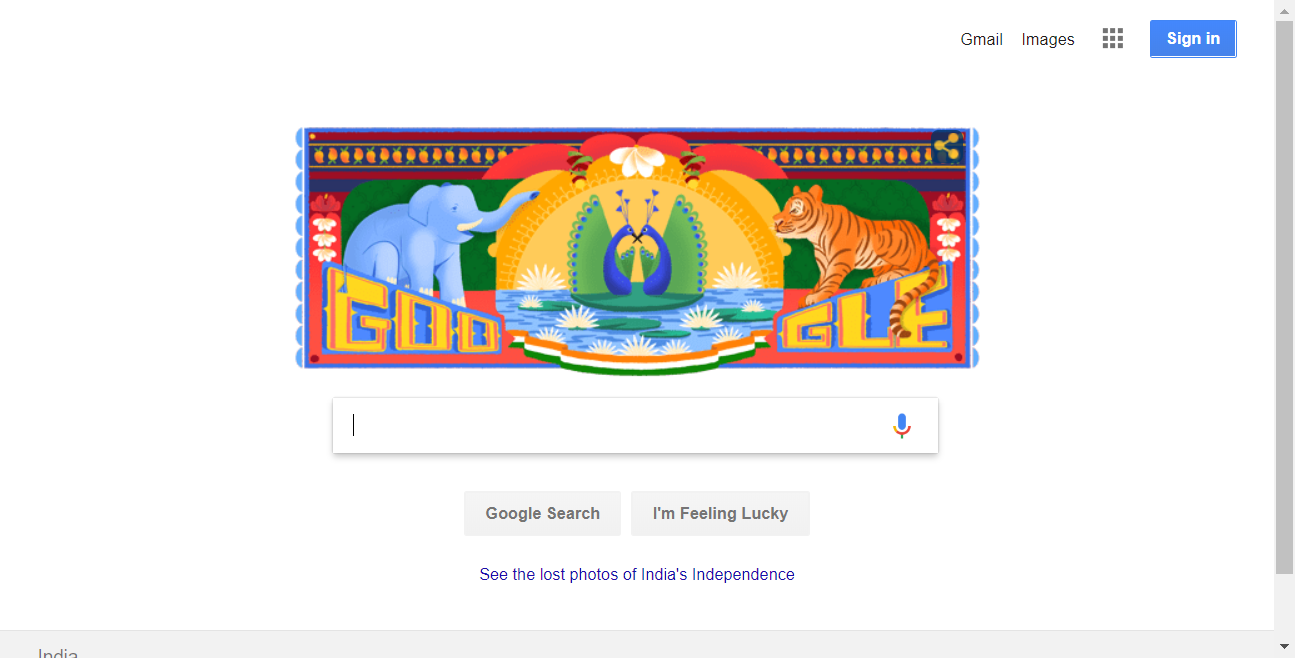 Gmail Images Sign in
GOO GLE
Google Search I'm Feeling Lucky
See the lost photos of India's Independence
India